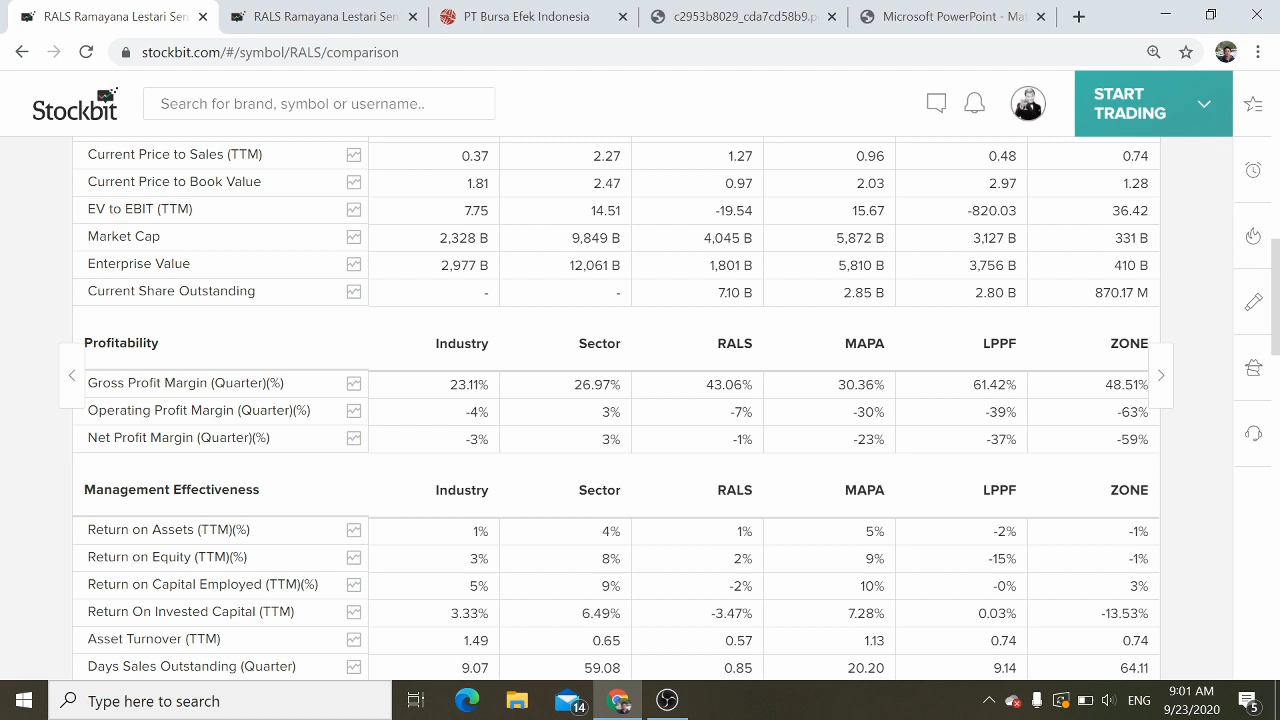 RALS Ramayana Lestari Sen
RALS Ramayana Lestari Sen
PT Bursa Efek Indonesia
c2953b8f29_cda7cd58b9.p
Microsoft PowerPoint - Ma
stockbit.com/#/symbol/RALS/comparison
Stockbit
Search for brand, symbol or username..
START TRADING
Current Price to Sales (TTM) 0.37 2.27 1.27 0.96 0.48 0.74
Current Price to Book Value 1.81 2.47 0.97 2.03 2.97 1.28
EV to EBIT (TTM) 7.75 14.51 -19.54 15.67 -820.03 36.42
Market Cap 2,328 B 9,849 B 4,045 B 5,872 B 3,127 B 331 B
Enterprise Value 2,977 B 12,061 B 1,801 B 5,810 B 3,756 B 410 B
Current Share Outstanding - - 7.10 B 2.85 B 2.80 B 870.17 M
Profitability Industry Sector RALS MAPA LPPF ZONE
Gross Profit Margin (Quarter)(%) 23.11% 26.97% 43.06% 30.36% 61.42% 48.51%
Operating Profit Margin (Quarter)(%) -4% 3% -7% -30% -39% -63%
Net Profit Margin (Quarter)(%) -3% 3% -1% -23% -37% -59%
Management Effectiveness Industry Sector RALS MAPA LPPF ZONE
Return on Assets (TTM)(%) 1% 4% 1% 5% -2% -1%
Return on Equity (TTM)(%) 3% 8% 2% 9% -15% -1%
Return on Capital Employed (TTM)(%) 5% 9% -2% 10% -0% 3%
Return On Invested Capital (TTM) 3.33% 6.49% -3.47% 7.28% 0.03% -13.53%
Asset Turnover (TTM) 1.49 0.65 0.57 1.13 0.74 0.74
Days Sales Outstanding (Quarter) 9.07 59.08 0.85 20.20 9.14 64.11
Type here to search
14
ENG
9:01 AM
9/23/2020
5